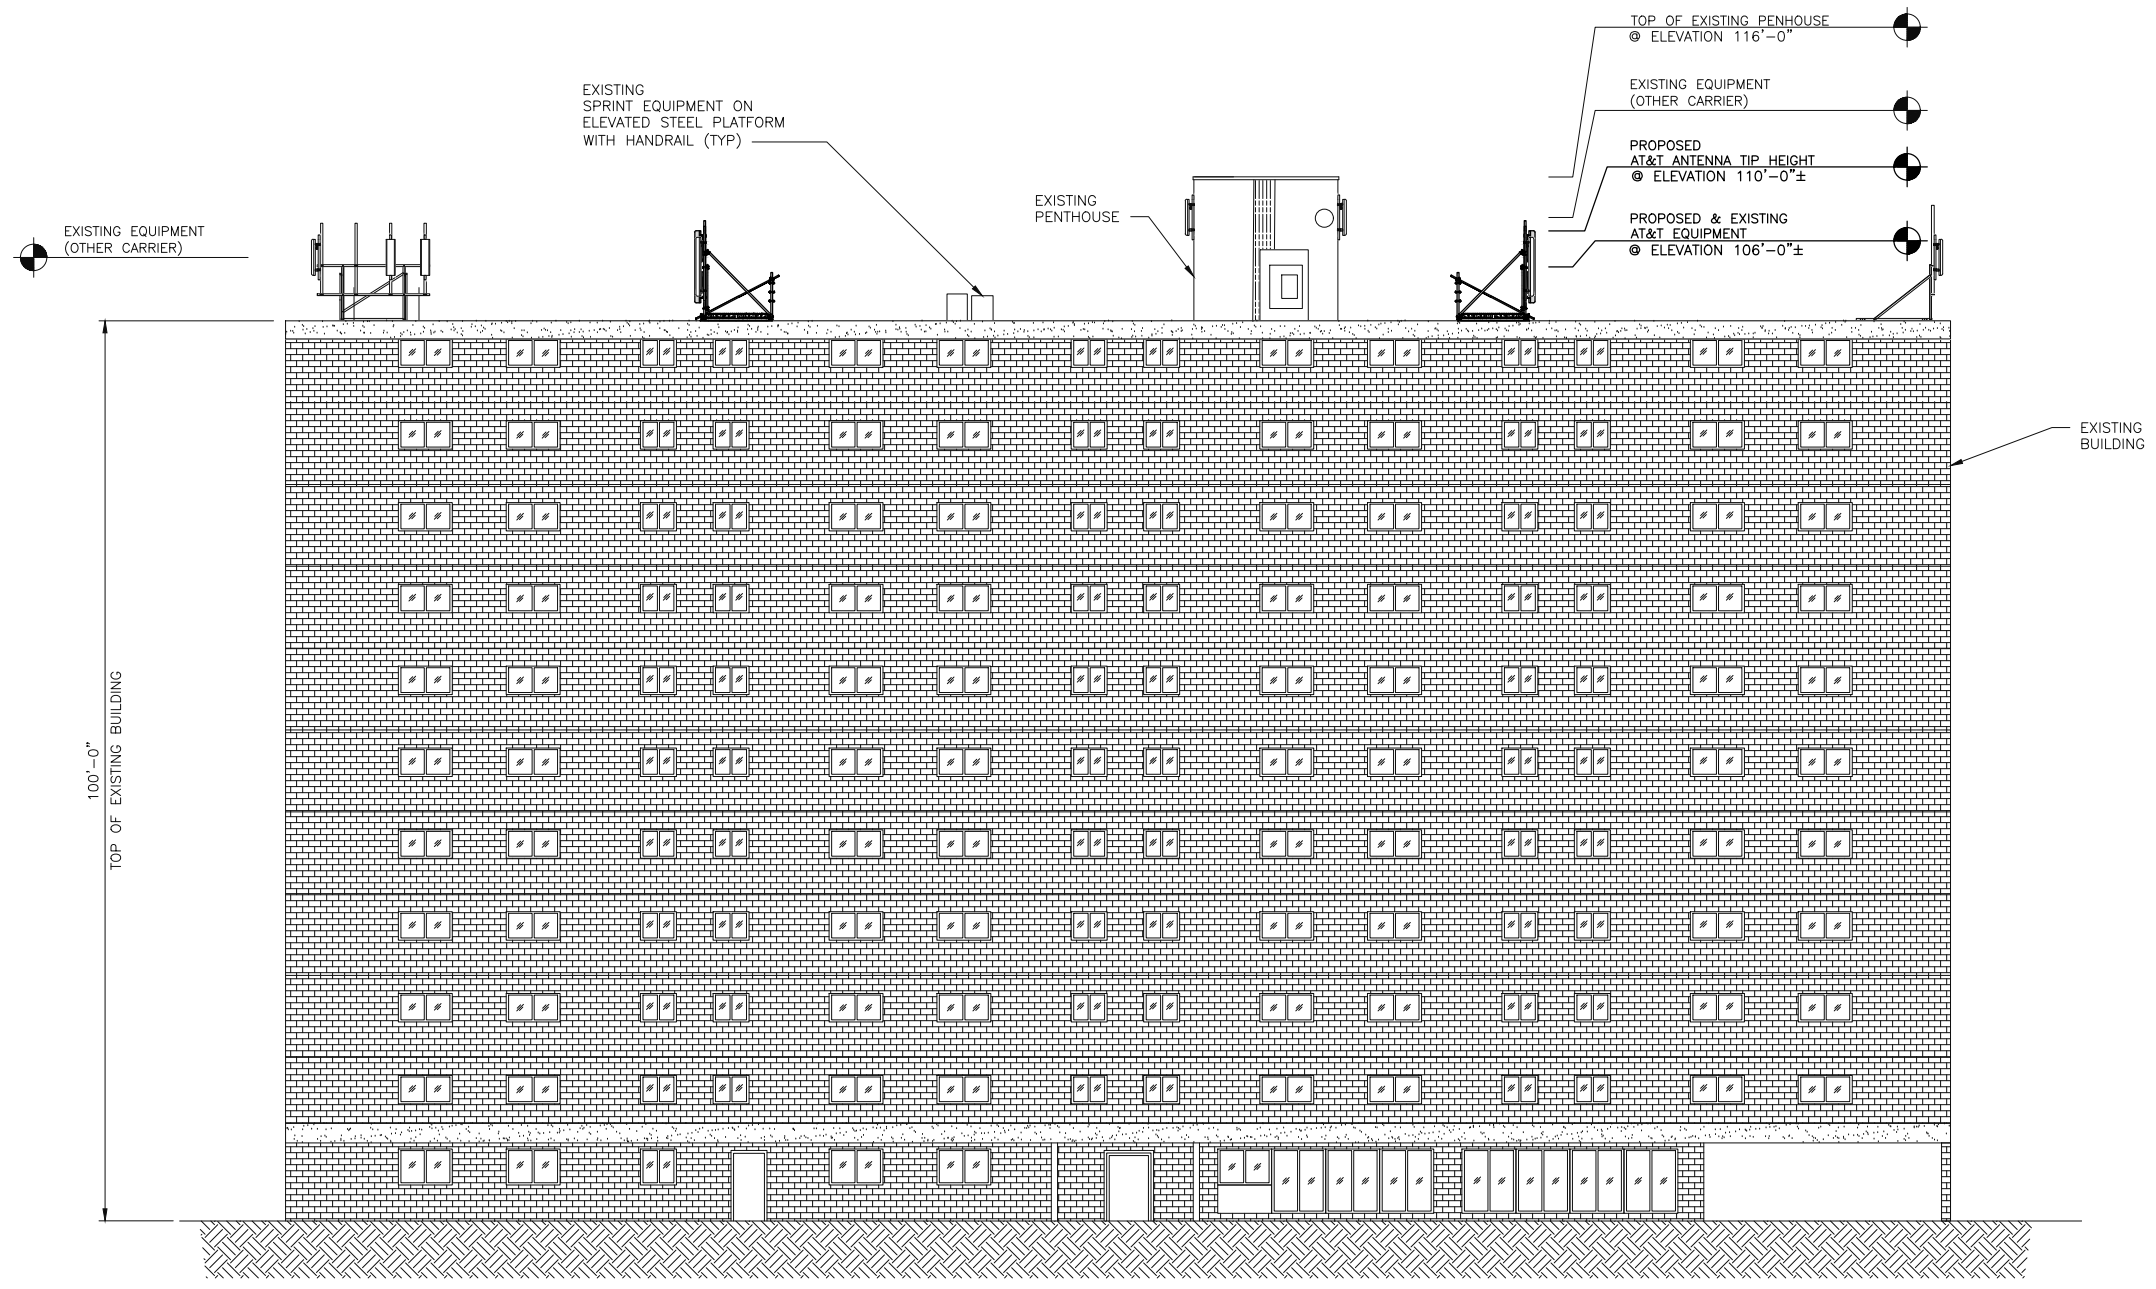 TOP OF EXISTING PENHOUSE
@ ELEVATION 116'-0"
EXISTING EQUIPMENT
(OTHER CARRIER)
PROPOSED
AT&T ANTENNA TIP HEIGHT
@ ELEVATION 110'-0"±
PROPOSED & EXISTING
AT&T EQUIPMENT
@ ELEVATION 106'-0"±
EXISTING
SPRINT EQUIPMENT ON
ELEVATED STEEL PLATFORM
WITH HANDRAIL (TYP)
EXISTING
PENTHOUSE
EXISTING EQUIPMENT
(OTHER CARRIER)
EXISTING
BUILDING
100'-0"
TOP OF EXISTING BUILDING